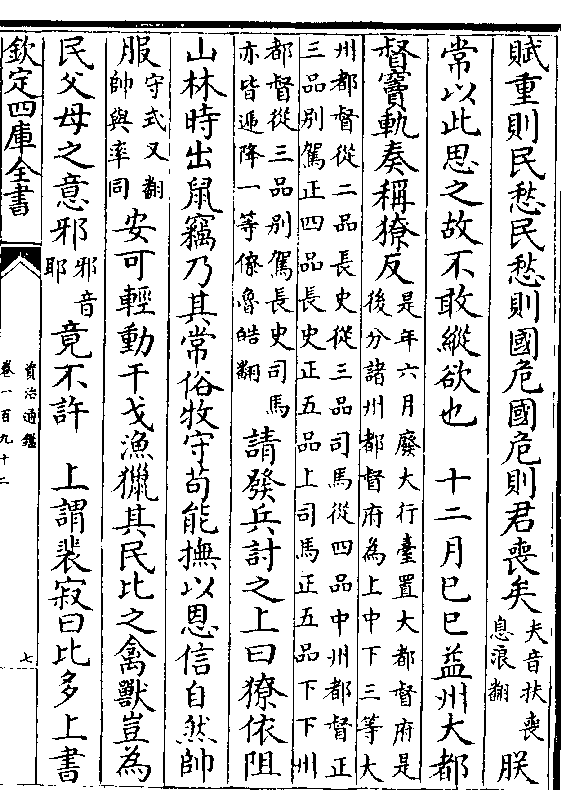 賦重則民愁民愁則國危國危則君喪矣夫音扶喪息浪翻朕
常以此思之故不敢縱欲也　十二月巳巳益州大都
督竇軌奏稱獠反是年六月廢大行臺置大都督府是後分諸州都督府為上中下三等大
州都督從二品長史從三品司馬從四品中州都督正三品别駕正四品長史正五品上司馬正五品下下州
都督從三品别駕長史司馬亦皆遞降一等獠魯皓翻請發兵討之上曰獠依阻
山林時出鼠竊乃其常俗牧守苟能撫以恩信自然帥
服守式又翻帥與率同安可輕動干戈漁獵其民比之禽獸豈為
民父母之意邪邪音耶竟不許　上謂裴寂曰比多上書
欽定四庫全書
資治通鑑
卷一百九十二
七